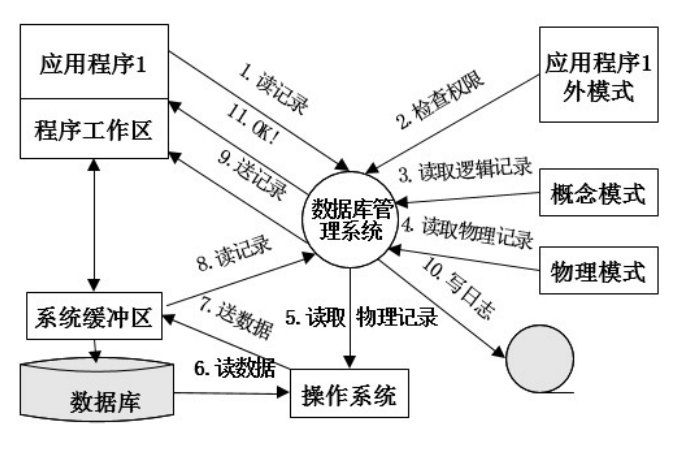 应用程序1
程序工作区
1.读记录
11.OK!
9.送记录
2.检查权限
应用程序1
外模式
3.读取逻辑记录
概念模式
数据库管
理系统
4.读取物理记录
物理模式
8.读记录
10.写日志
系统缓冲区
7.送数据
5.读取 物理记录
6.读数据
数据库
操作系统